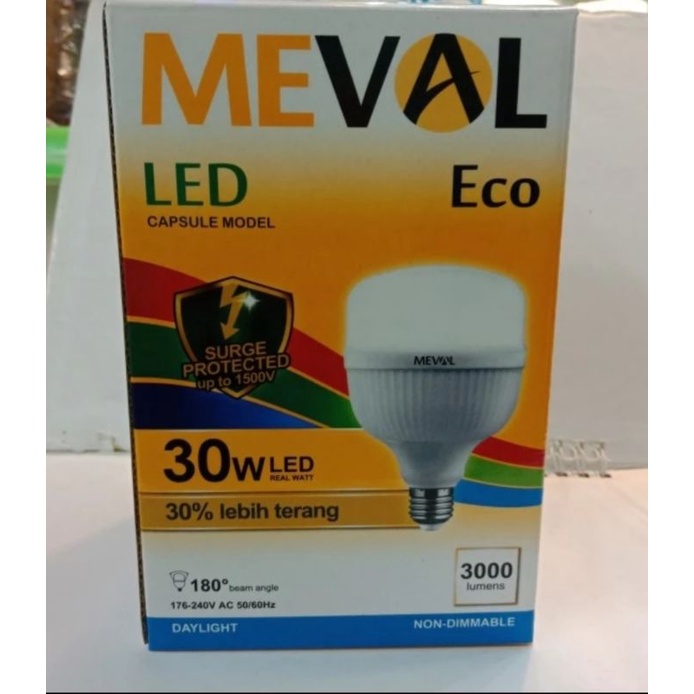 MEVAL
LED
Eco
CAPSULE MODEL
SURGE
PROTECTED
up to 1500V
MEVAL
30W LED
REAL WATT
30% lebih terang
180° beam angle
176-240V AC 50/60Hz
3000
lumens
DAYLIGHT
NON-DIMMABLE